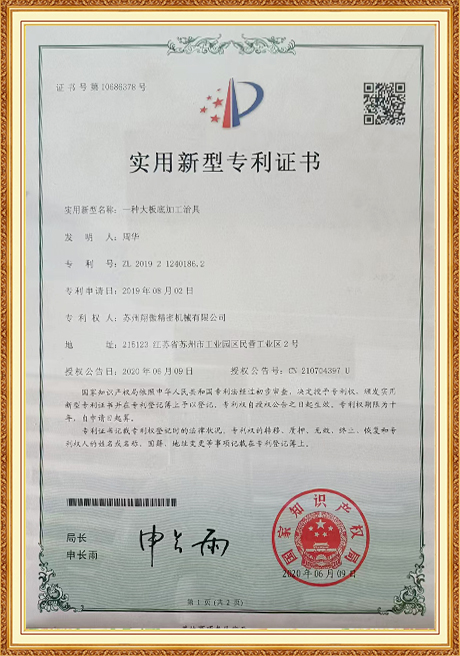 证书号第10686378号
实用新型专利证书
实用新型名称：一种大板底加工治具
发 明 人：周华
专 利 号：ZL 2019 2 1240186.2
专利申请日：2019年08月02日
专 利 权 人：苏州 精密机械有限公司
地 址：215123 江苏省苏州市工业园区民营工业区2号
授权公告日：2020年06月09日 授权公告号：CN 210704397 U
国家知识产权局依照中华人民共和国专利法经过初步审查，决定授予专利权，颁发实用
新型专利证书并在专利登记簿上予以登记。专利权自授权公告之日起生效。专利权期限为十
年，自申请日起算。
专利证书记载专利权登记时的法律状况。专利权的转移、质押、无效、终止、恢复和专
利权人的姓名或名称、国籍、地址变更等事项记载在专利登记簿上。
局长
申长雨
申长雨
国家知识产权局
2020年06月09日
第 1 页 (共 2 页)